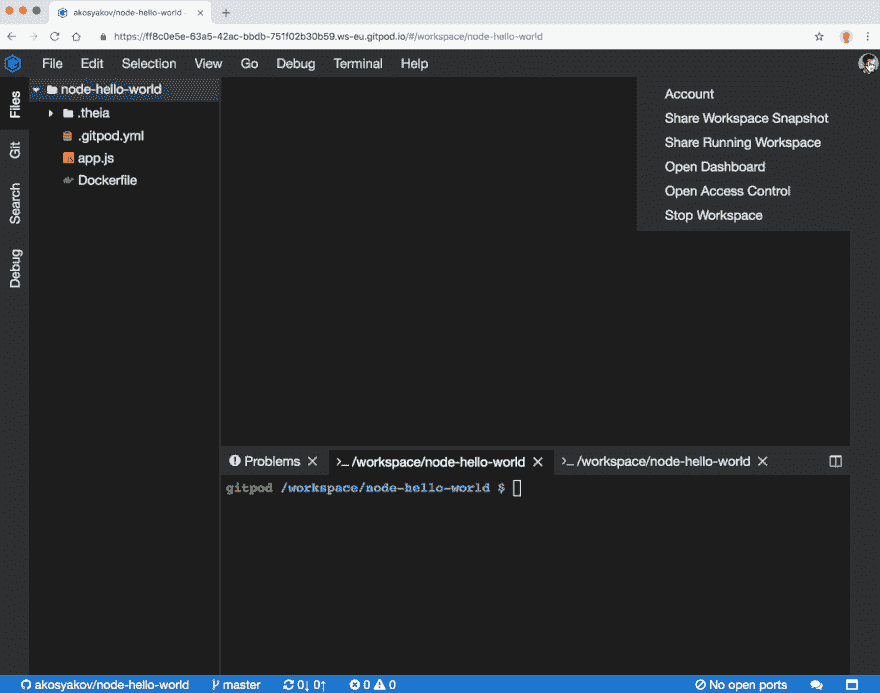 akosyakov/node-hello-world -
https://ff8c0e5e-63a5-42ac-bbdb-751f02b30b59.ws-eu.gitpod.io/#/workspace/node-hello-world
File Edit Selection View Go Debug Terminal Help
Files
Git
Search
Debug
node-hello-world
.theia
.gitpod.yml
app.js
Dockerfile
Account
Share Workspace Snapshot
Share Running Workspace
Open Dashboard
Open Access Control
Stop Workspace
Problems >_ /workspace/node-hello-world >_ /workspace/node-hello-world
gitpod /workspace/node-hello-world $
akosyakov/node-hello-world master 0↓ 0↑ 0 0 No open ports